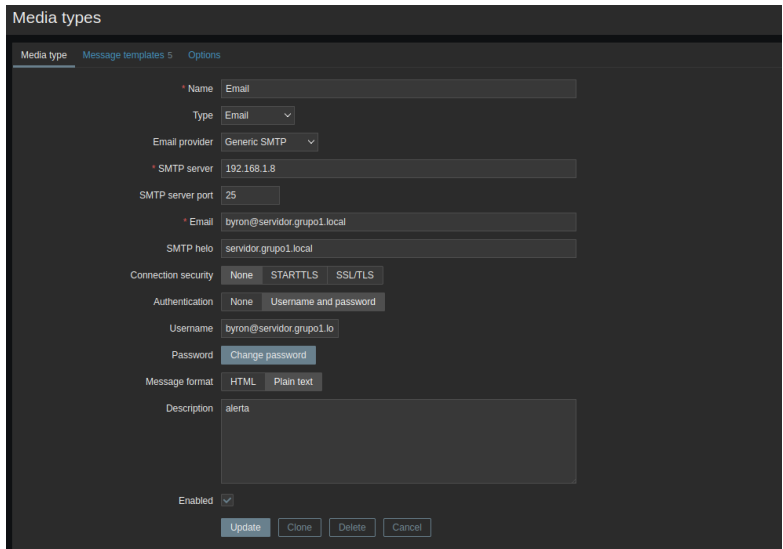 Media types
Media type Message templates 5 Options
* Name Email
Type Email
Email provider Generic SMTP
* SMTP server 192.168.1.8
SMTP server port 25
* Email byron@servidor.grupo1.local
SMTP helo servidor.grupo1.local
Connection security None STARTTLS SSL/TLS
Authentication None Username and password
Username byron@servidor.grupo1.lo
Password Change password
Message format HTML Plain text
Description alerta
Enabled
Update Clone Delete Cancel